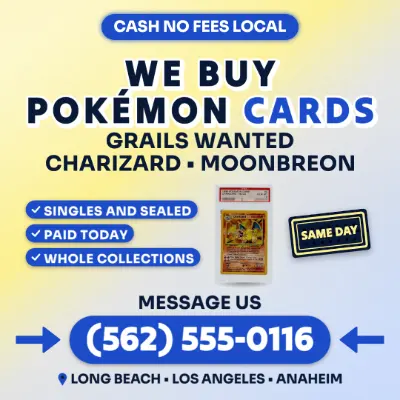 CASH NO FEES LOCAL
WE BUY
POKÉMON CARDS
GRAILS WANTED
CHARIZARD • MOONBREON
SINGLES AND SEALED
PAID TODAY
WHOLE COLLECTIONS
SAME DAY
MESSAGE US
(562) 555-0116
LONG BEACH • LOS ANGELES • ANAHEIM